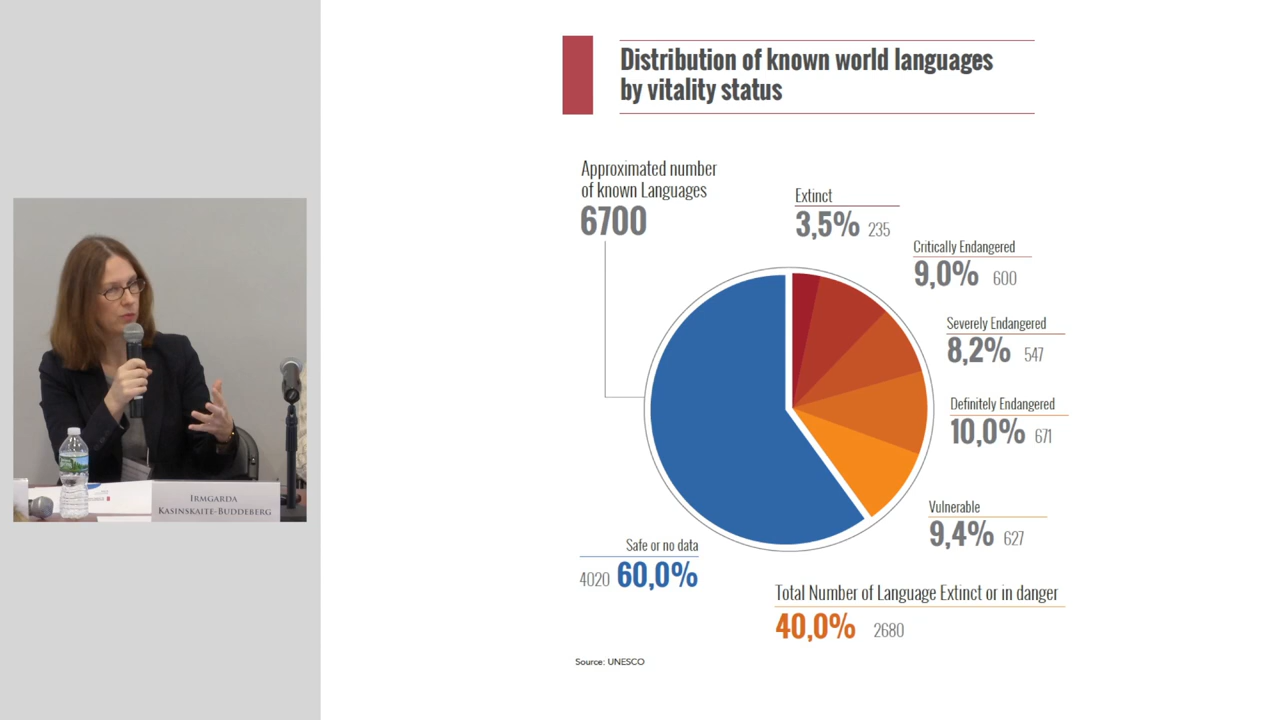 Distribution of known world languages
by vitality status
Approximated number
of known Languages
6700
Extinct
3,5% 235
Critically Endangered
9,0% 600
Severely Endangered
8,2% 547
Definitely Endangered
10,0% 671
Vulnerable
9,4% 627
Safe or no data
4020 60,0%
Total Number of Language Extinct or in danger
40,0% 2680
Source: UNESCO
Irmgarda
Kasinskaite-Buddeberg